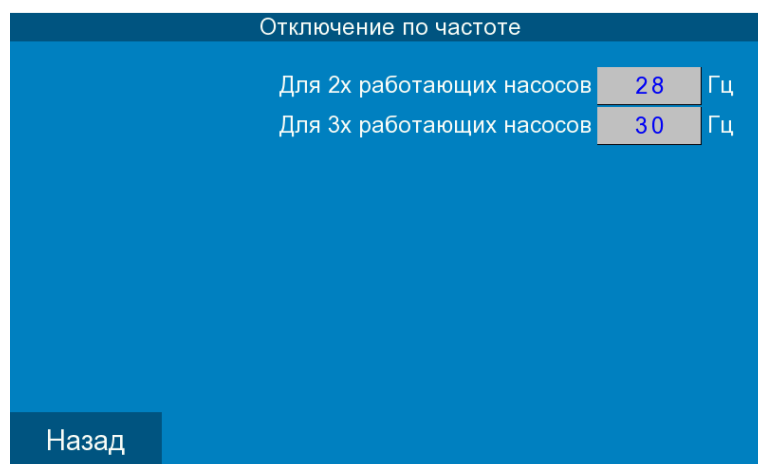 Отключение по частоте
Для 2х работающих насосов 28 Гц
Для 3х работающих насосов 30 Гц
Назад